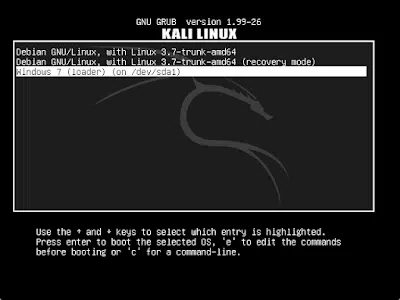 GNU GRUB version 1.99-26
KALI LINUX
Debian GNU/Linux, with Linux 3.7-trunk-amd64
Debian GNU/Linux, with Linux 3.7-trunk-amd64 (recovery mode)
Windows 7 (loader) (on /dev/sda1)
Use the ↑ and ↓ keys to select which entry is highlighted.
Press enter to boot the selected OS, 'e' to edit the commands
before booting or 'c' for a command-line.